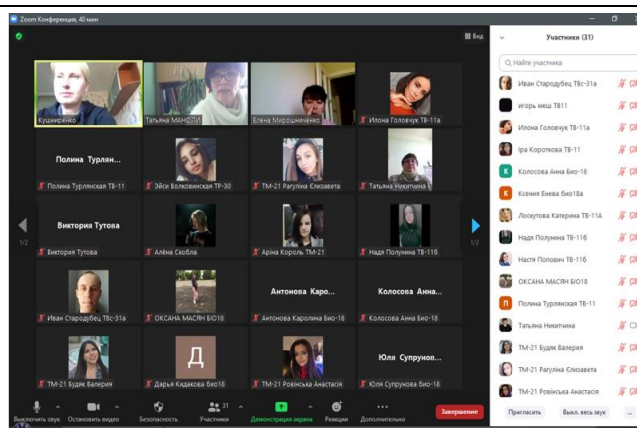 Zoom Конференция, 40 мин
Вид
Кушниренко
Татьяна МАНОЛИ
Елена Мирошниченко
Илона Головчук ТВ-11а
Полина Турлян...
Полина Турлянская ТВ-11
Эйси Волковинская ТР-30
ТМ-21 Рагуліна Єлизавета
Татьяна Никитчина
Виктория Тутова
Виктория Тутова
Алёна Скобла
Аріна Король ТМ-21
Надя Полунина ТВ-11б
1/2
1/2
Иван Стародубец ТВс-31а
ОКСАНА МАСЯН БІО18
Антонова Каро...
Антонова Каролина Био-18
Колосова Анна...
Колосова Анна Био-18
ТМ-21 Будяк Валерия
Д
Дарья Кидакова био18
ТМ-21 Ровінська Анастасія
Юля Супрунов...
Юля Супрунова био-18
Выключить звук
Остановить видео
Безопасность
31
Участники
Демонстрация экрана
Реакции
Дополнительно
Завершение
Участники (31)
Найти участника
Иван Стародубец ТВс-31а
игорь меш ТВ11
Илона Головчук ТВ-11а
Іра Короткова ТВ-11
К
Колосова Анна Био-18
К
Ксения Енева био18а
Лоскутова Катерина ТВ-11А
Надя Полунина ТВ-11б
Настя Попович ТВ-11б
ОКСАНА МАСЯН БІО18
П
Полина Турлянская ТВ-11
Татьяна Никитчина
ТМ-21 Будяк Валерия
ТМ-21 Рагуліна Єлизавета
ТМ-21 Ровінська Анастасія
Пригласить
Выкл. весь звук
...